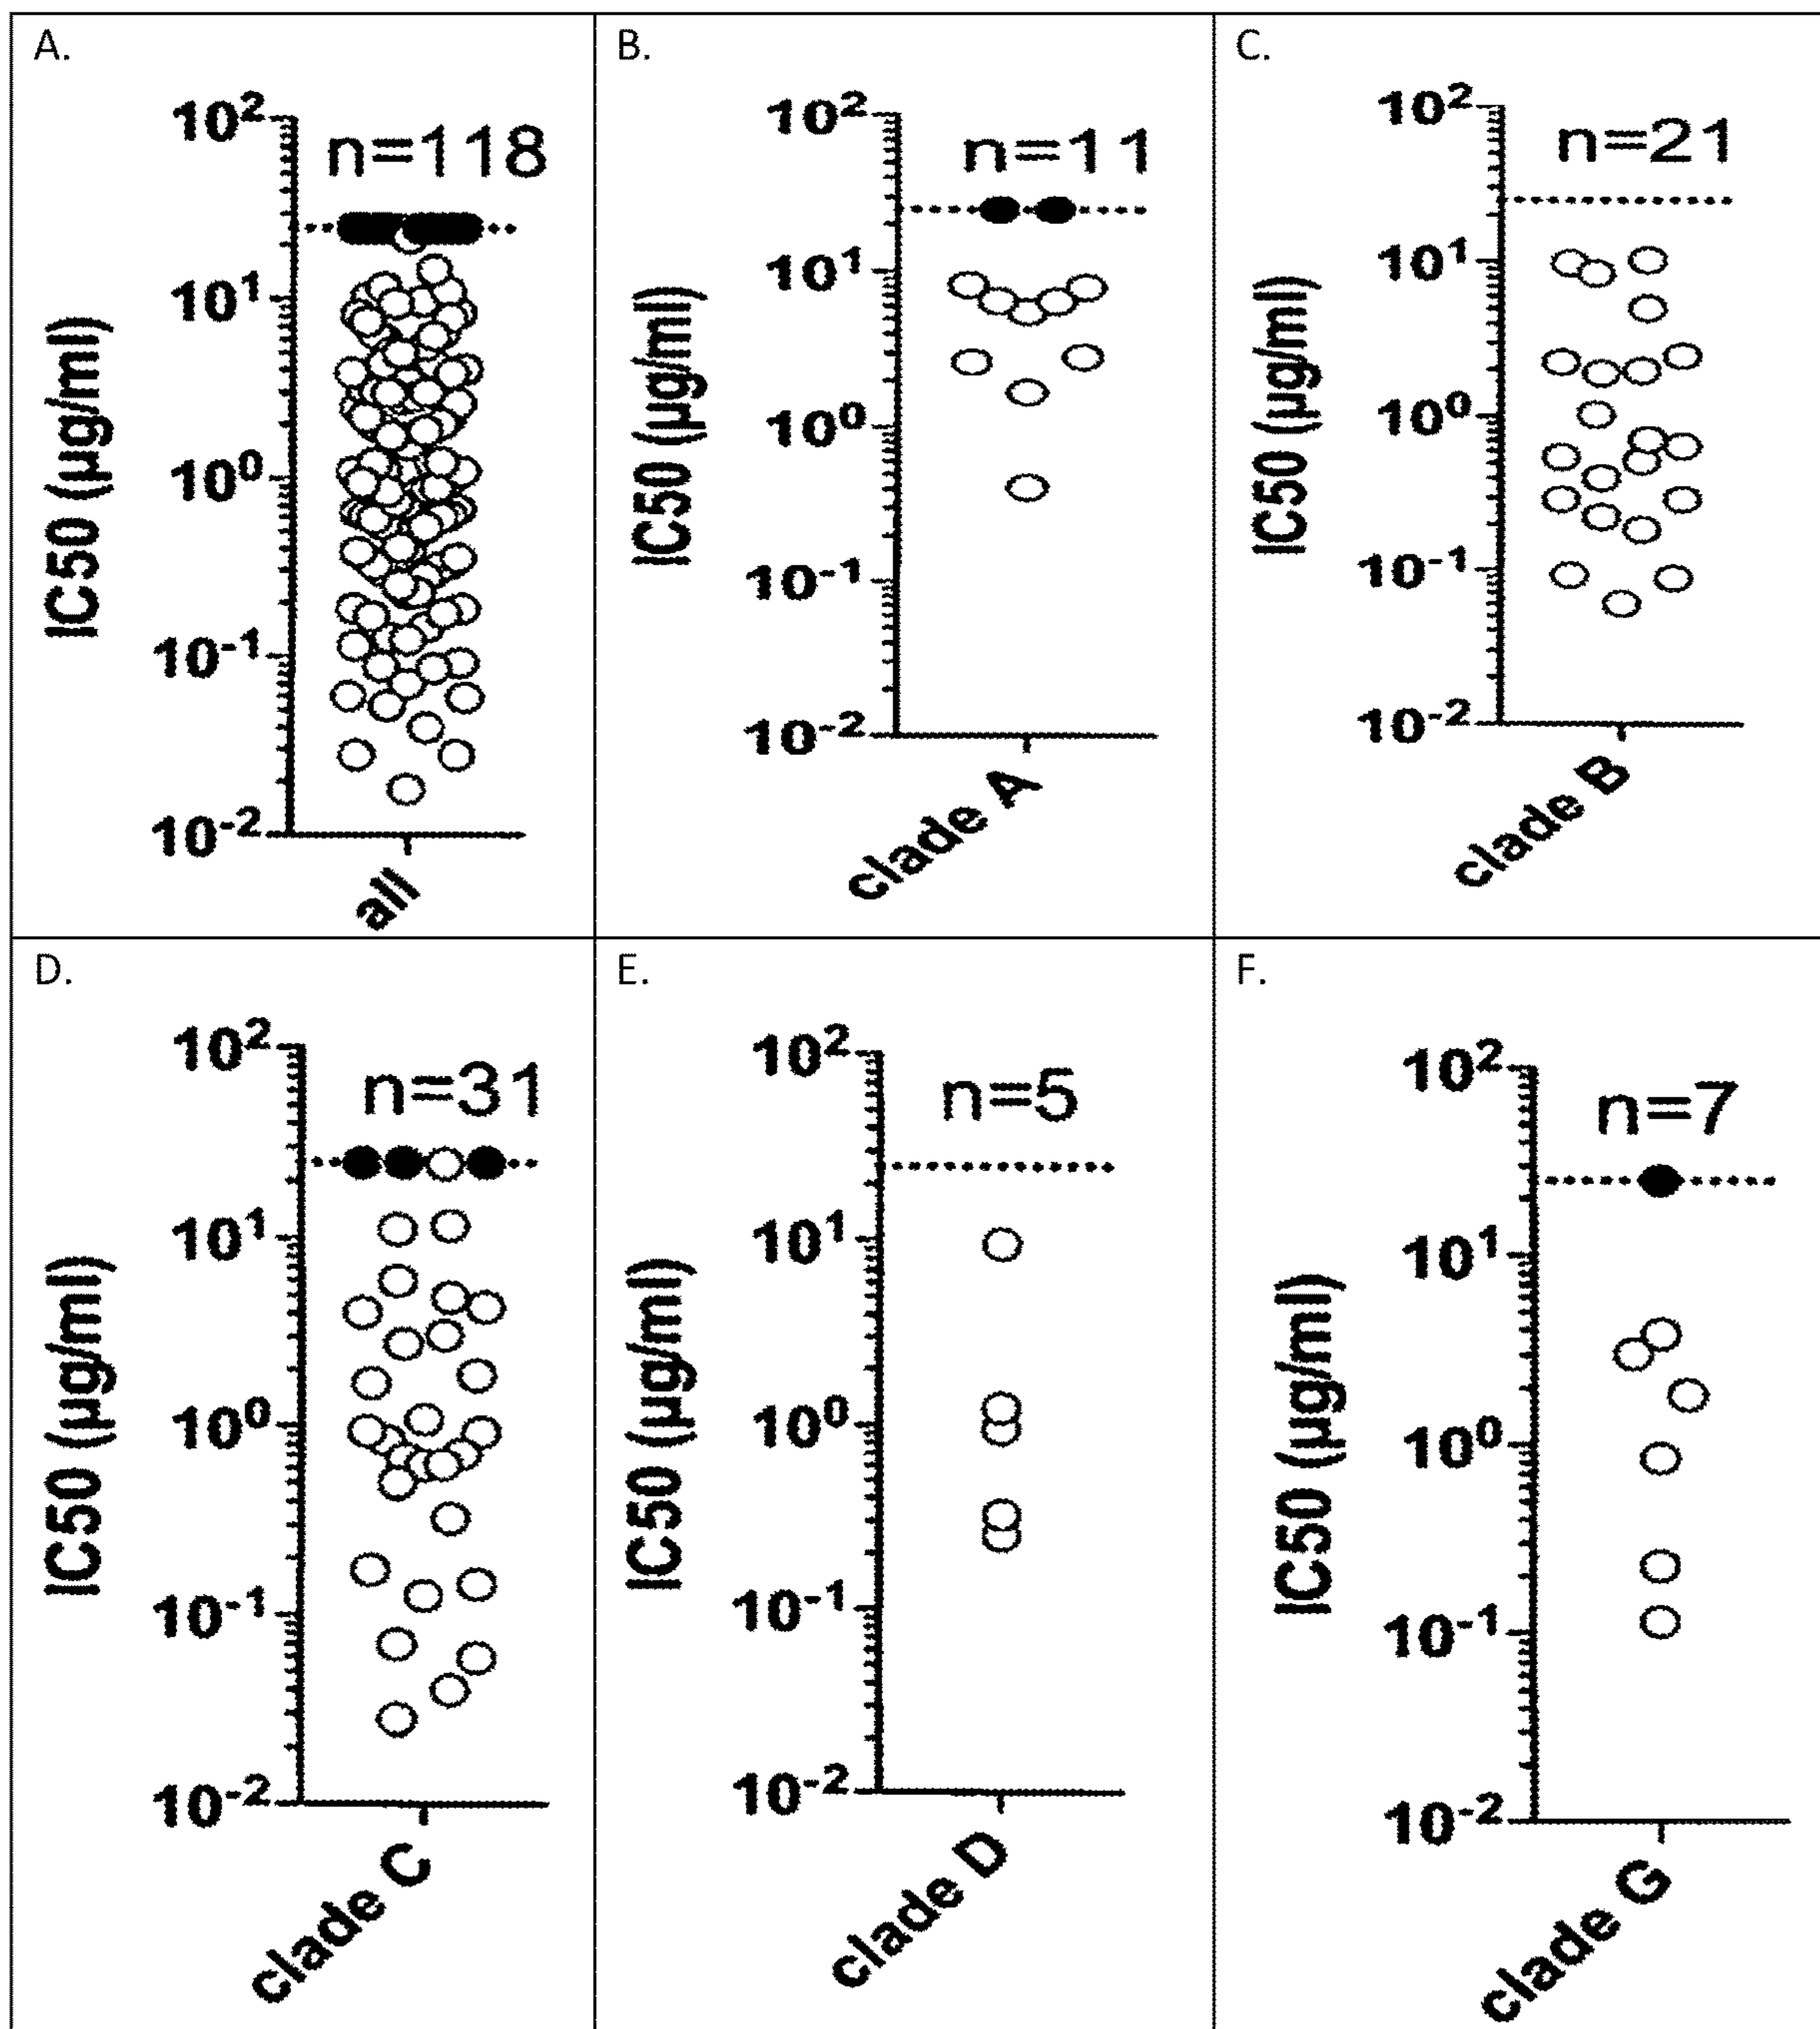 A.
10²
n=118
10¹
IC50 (µg/ml)
10⁰
10⁻¹
10⁻²
all
B.
10²
n=11
10¹
IC50 (µg/ml)
10⁰
10⁻¹
10⁻²
clade A
C.
10²
n=21
10¹
IC50 (µg/ml)
10⁰
10⁻¹
10⁻²
clade B
D.
10²
n=31
10¹
IC50 (µg/ml)
10⁰
10⁻¹
10⁻²
clade C
E.
10²
n=5
10¹
IC50 (µg/ml)
10⁰
10⁻¹
10⁻²
clade D
F.
10²
n=7
10¹
IC50 (µg/ml)
10⁰
10⁻¹
10⁻²
clade G